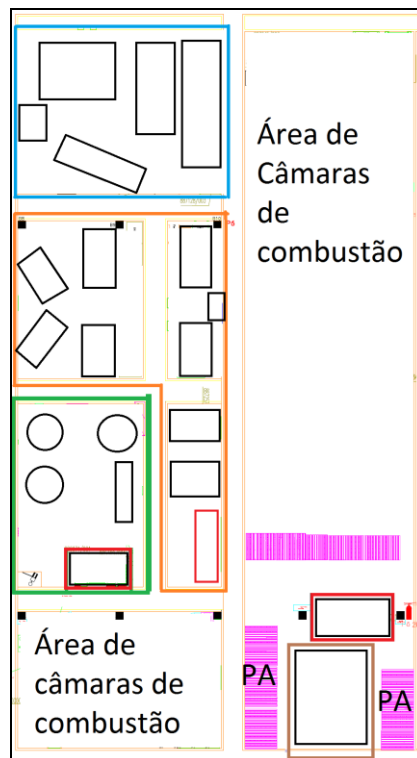 Área de
Câmaras
de
combustão
Área de
câmaras de
combustão
PA
PA